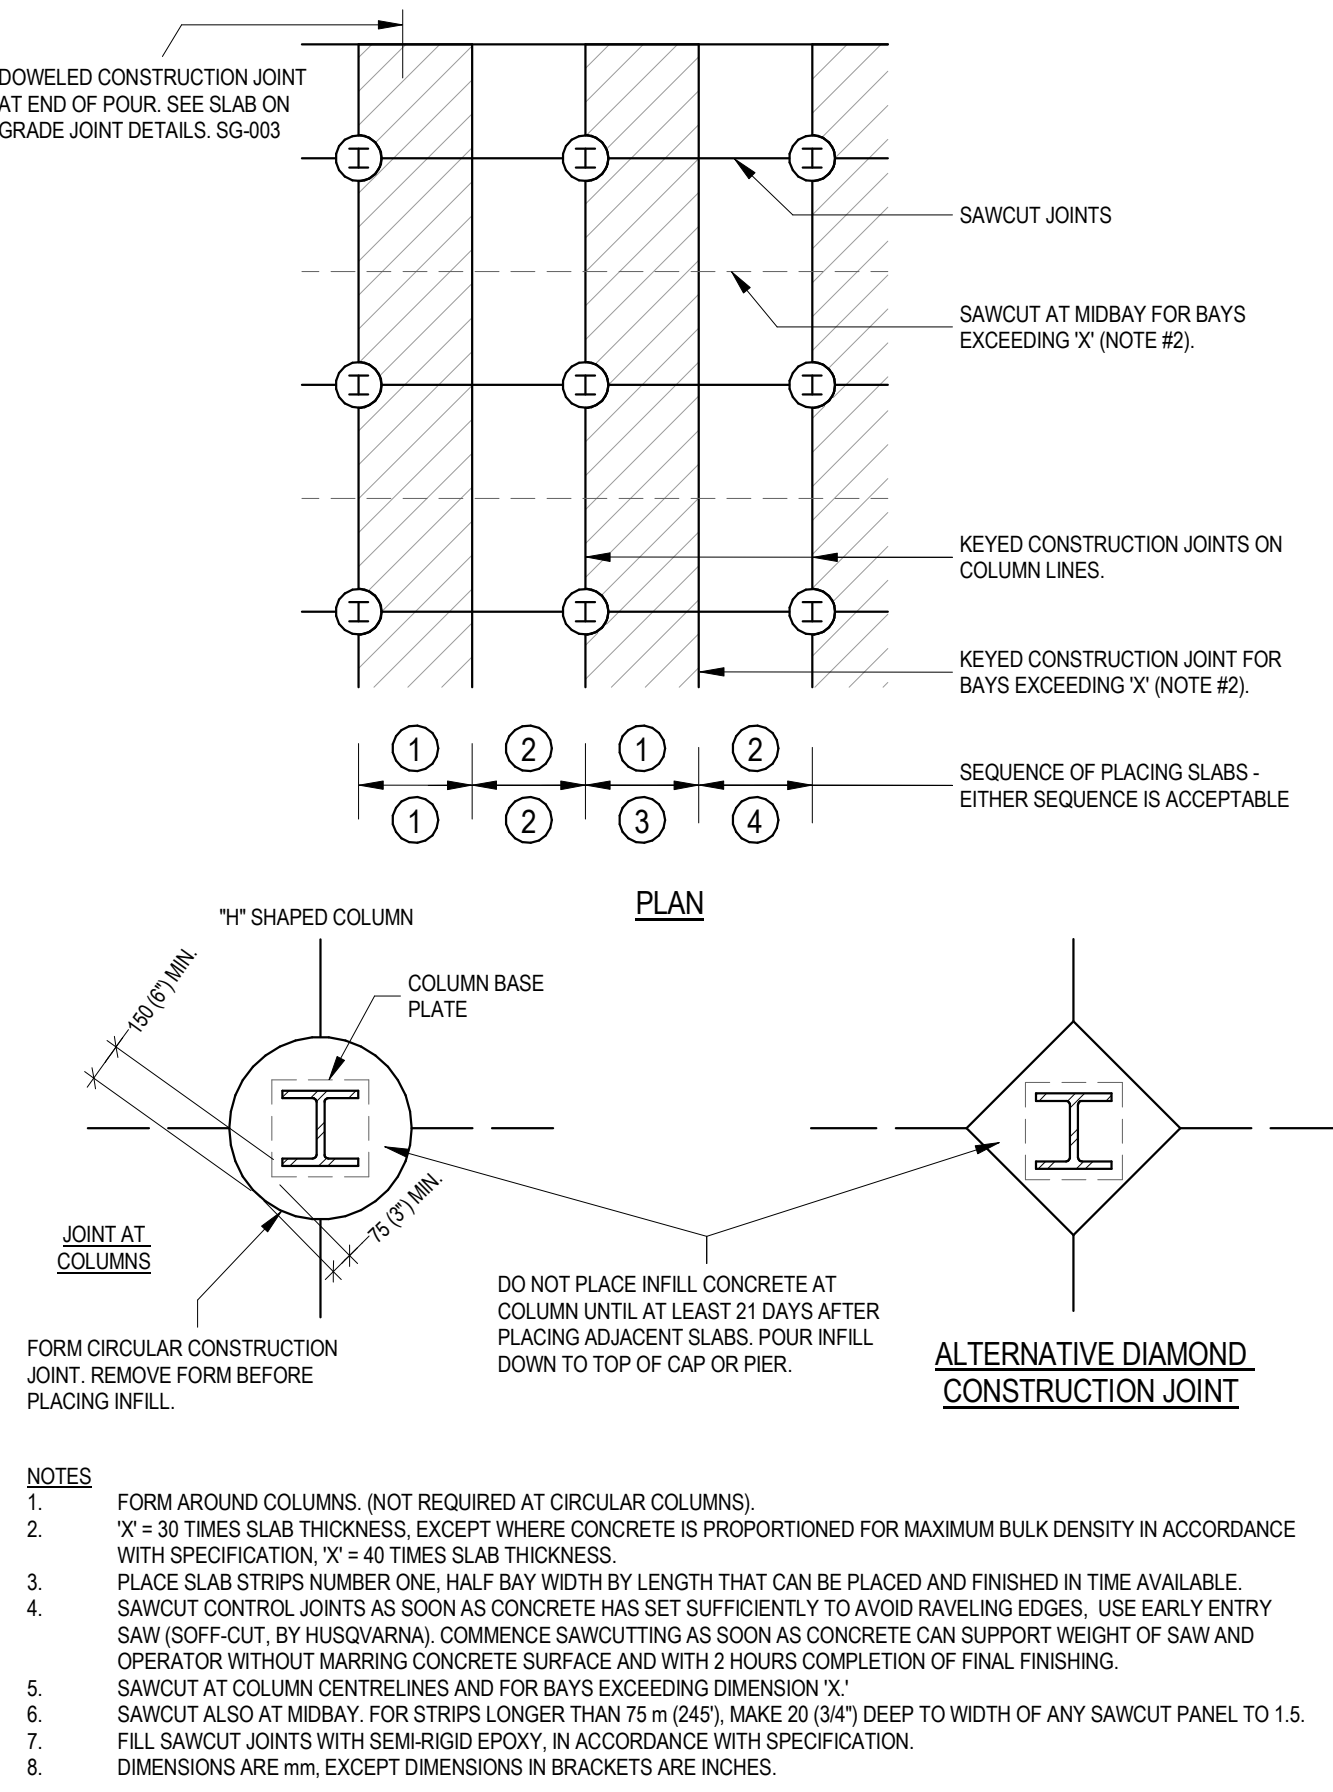 DOWELED CONSTRUCTION JOINT
AT END OF POUR. SEE SLAB ON
GRADE JOINT DETAILS. SG-003
SAWCUT JOINTS
SAWCUT AT MIDBAY FOR BAYS
EXCEEDING 'X' (NOTE #2).
KEYED CONSTRUCTION JOINTS ON
COLUMN LINES.
KEYED CONSTRUCTION JOINT FOR
BAYS EXCEEDING 'X' (NOTE #2).
1 2 1 2
SEQUENCE OF PLACING SLABS -
EITHER SEQUENCE IS ACCEPTABLE
1 2 3 4
PLAN
"H" SHAPED COLUMN
COLUMN BASE
PLATE
150 (6") MIN.
75 (3") MIN.
JOINT AT
COLUMNS
FORM CIRCULAR CONSTRUCTION
JOINT. REMOVE FORM BEFORE
PLACING INFILL.
DO NOT PLACE INFILL CONCRETE AT
COLUMN UNTIL AT LEAST 21 DAYS AFTER
PLACING ADJACENT SLABS. POUR INFILL
DOWN TO TOP OF CAP OR PIER.
ALTERNATIVE DIAMOND
CONSTRUCTION JOINT
NOTES
1. FORM AROUND COLUMNS. (NOT REQUIRED AT CIRCULAR COLUMNS).
2. 'X' = 30 TIMES SLAB THICKNESS, EXCEPT WHERE CONCRETE IS PROPORTIONED FOR MAXIMUM BULK DENSITY IN ACCORDANCE
WITH SPECIFICATION, 'X' = 40 TIMES SLAB THICKNESS.
3. PLACE SLAB STRIPS NUMBER ONE, HALF BAY WIDTH BY LENGTH THAT CAN BE PLACED AND FINISHED IN TIME AVAILABLE.
4. SAWCUT CONTROL JOINTS AS SOON AS CONCRETE HAS SET SUFFICIENTLY TO AVOID RAVELING EDGES, USE EARLY ENTRY
SAW (SOFF-CUT, BY HUSQVARNA). COMMENCE SAWCUTTING AS SOON AS CONCRETE CAN SUPPORT WEIGHT OF SAW AND
OPERATOR WITHOUT MARRING CONCRETE SURFACE AND WITH 2 HOURS COMPLETION OF FINAL FINISHING.
5. SAWCUT AT COLUMN CENTRELINES AND FOR BAYS EXCEEDING DIMENSION 'X.'
6. SAWCUT ALSO AT MIDBAY. FOR STRIPS LONGER THAN 75 m (245'), MAKE 20 (3/4") DEEP TO WIDTH OF ANY SAWCUT PANEL TO 1.5.
7. FILL SAWCUT JOINTS WITH SEMI-RIGID EPOXY, IN ACCORDANCE WITH SPECIFICATION.
8. DIMENSIONS ARE mm, EXCEPT DIMENSIONS IN BRACKETS ARE INCHES.